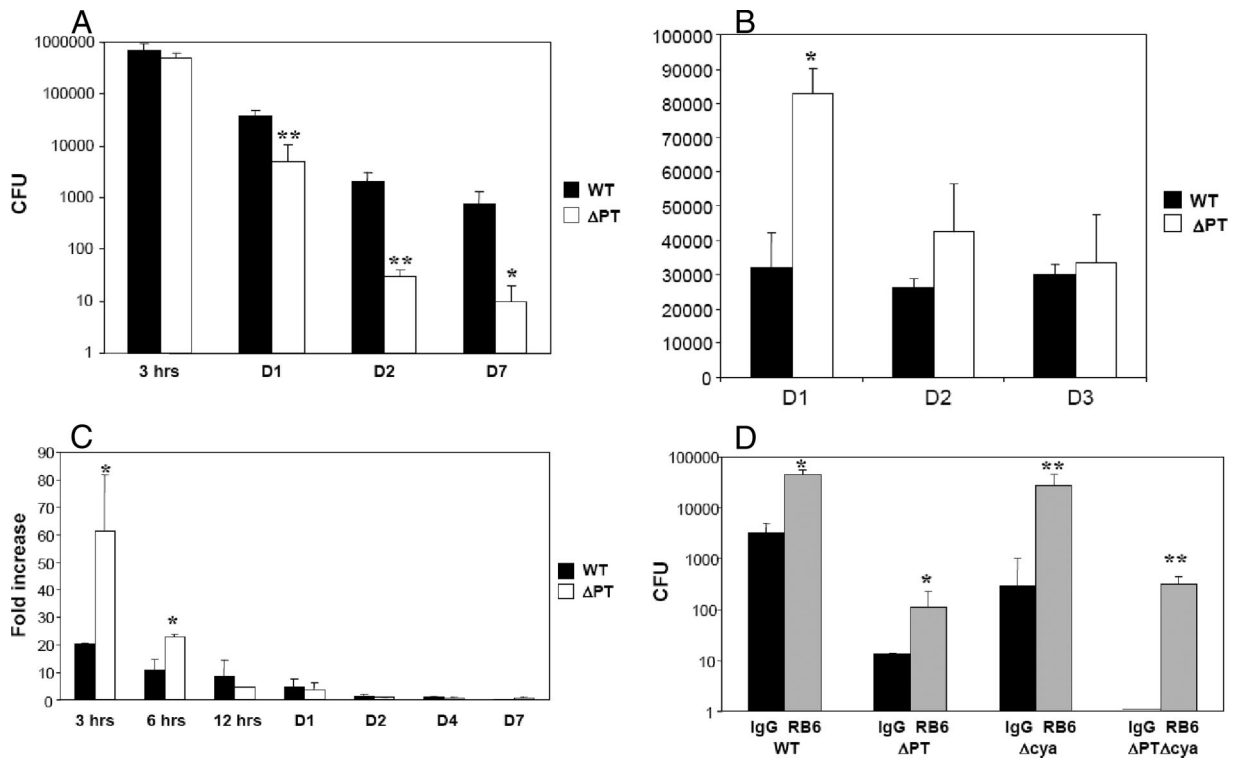 A
1000000
100000
10000
1000
100
10
1
CFU
** ** *
3 hrs D1 D2 D7
WT
ΔPT
B
100000
90000
80000
70000
60000
50000
40000
30000
20000
10000
0
*
D1 D2 D3
WT
ΔPT
C
90
80
70
60
50
40
30
20
10
0
Fold increase
* *
3 hrs 6 hrs 12 hrs D1 D2 D4 D7
WT
ΔPT
D
100000
10000
1000
100
10
1
CFU
* * ** **
IgG RB6 IgG RB6 IgG RB6 IgG RB6
WT ΔPT Δcya ΔPTΔcya